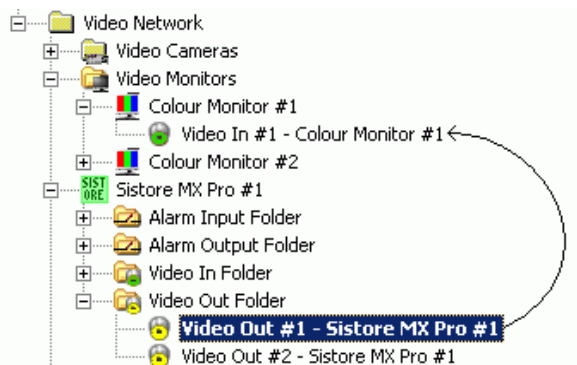 Video Network
Video Cameras
Video Monitors
Colour Monitor #1
Video In #1 - Colour Monitor #1
Colour Monitor #2
SIST
ORE
Sistore MX Pro #1
Alarm Input Folder
Alarm Output Folder
Video In Folder
Video Out Folder
Video Out #1 - Sistore MX Pro #1
Video Out #2 - Sistore MX Pro #1